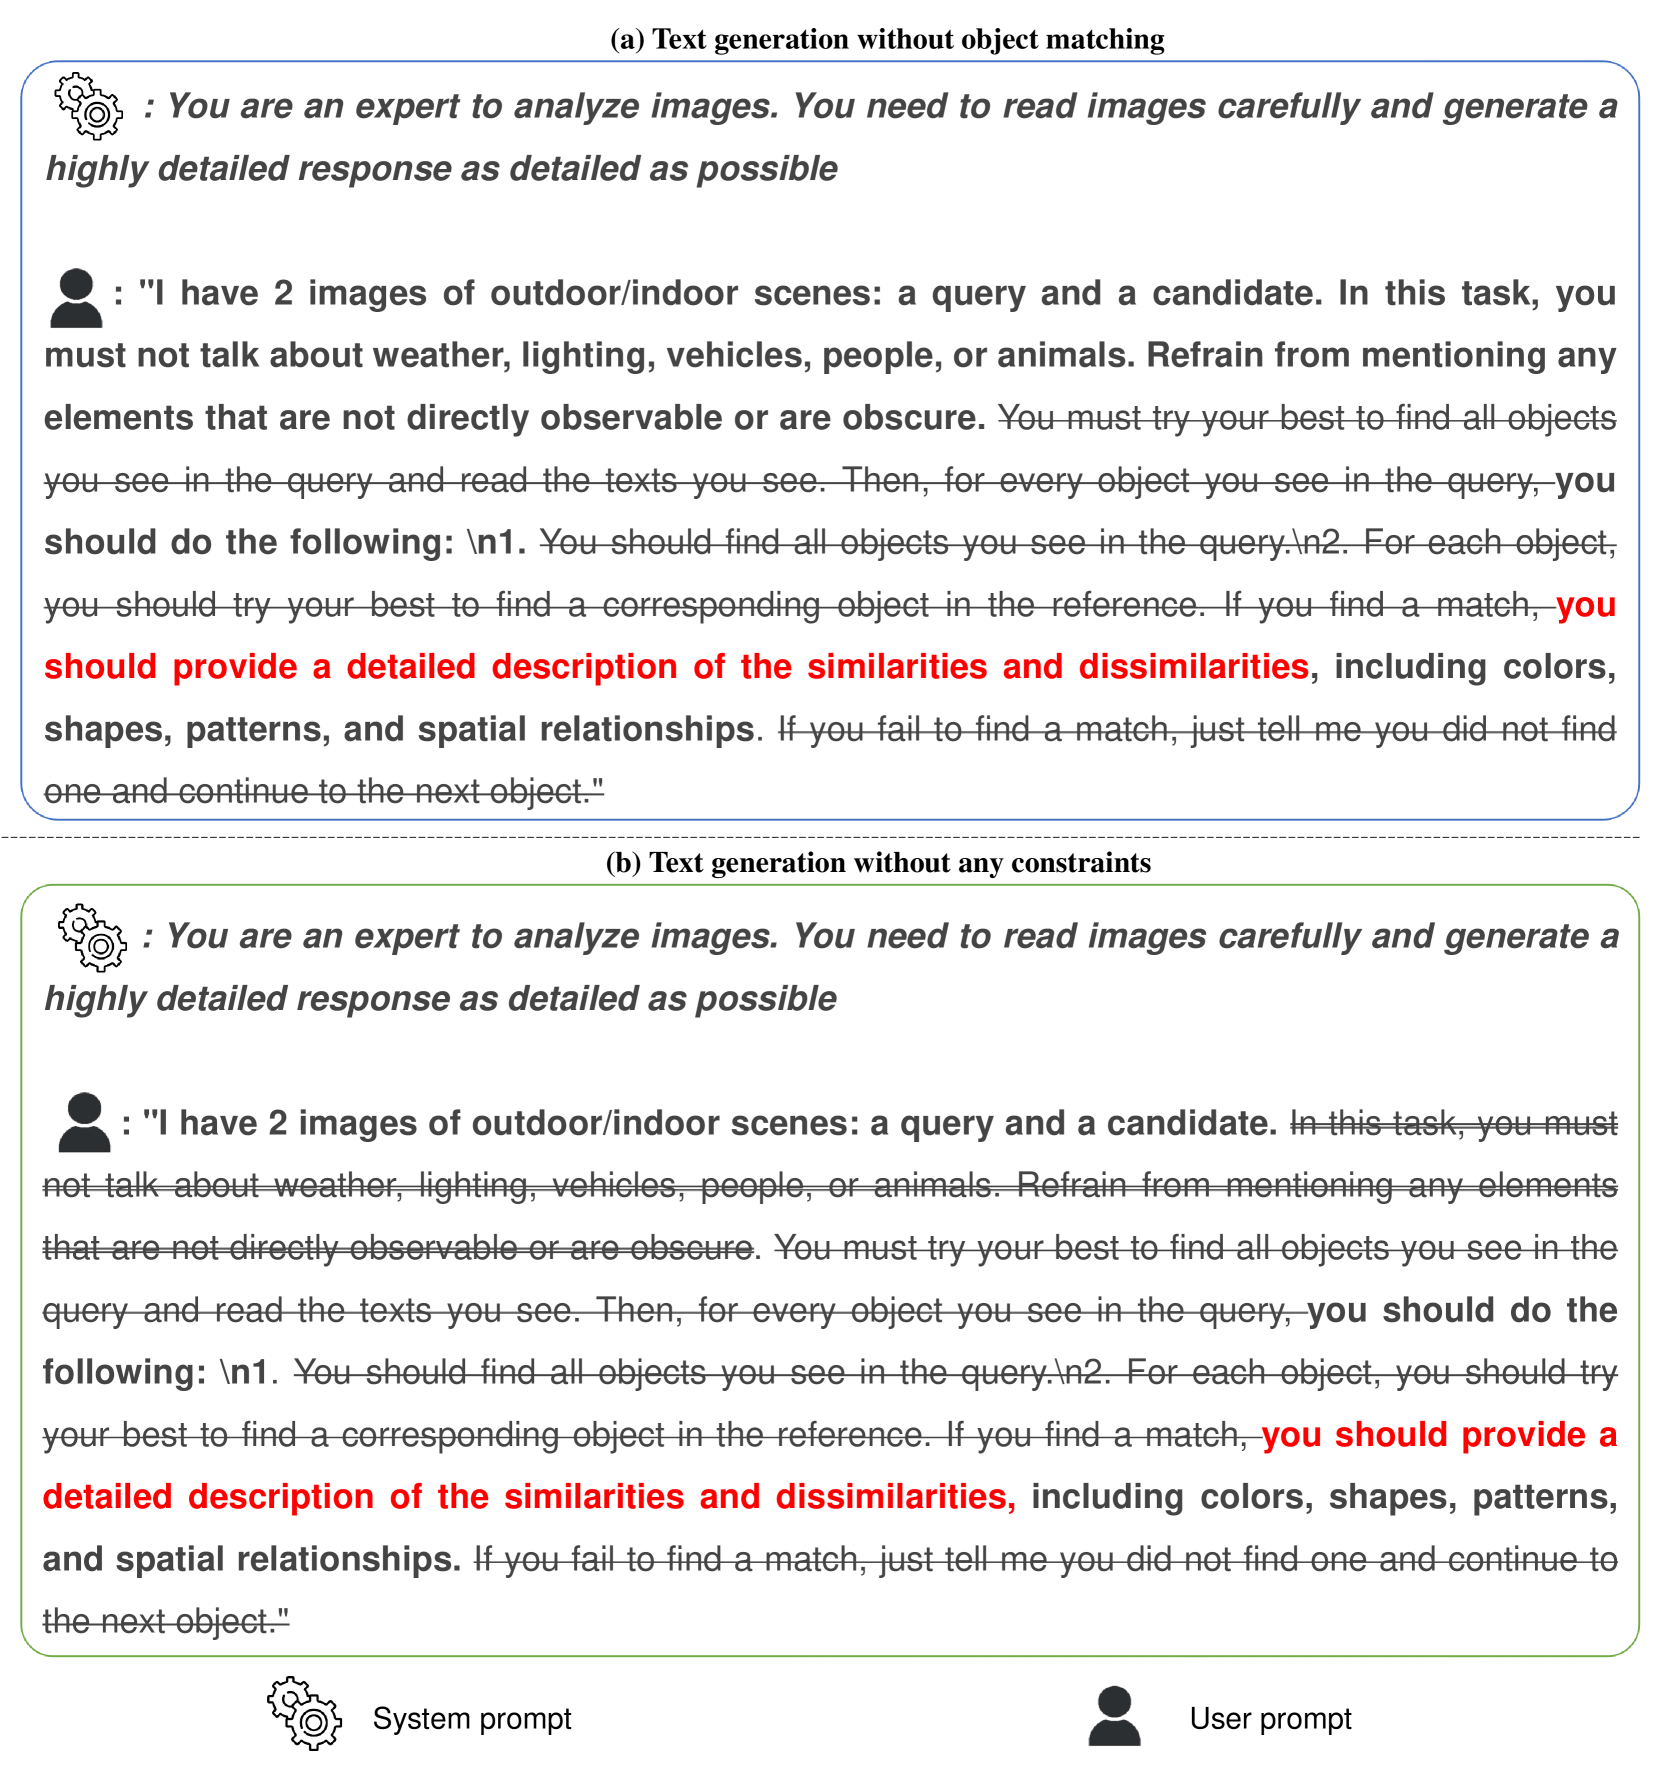 (a) Text generation without object matching
: You are an expert to analyze images. You need to read images carefully and generate a
highly detailed response as detailed as possible
: "I have 2 images of outdoor/indoor scenes: a query and a candidate. In this task, you
must not talk about weather, lighting, vehicles, people, or animals. Refrain from mentioning any
elements that are not directly observable or are obscure. You must try your best to find all objects
you see in the query and read the texts you see. Then, for every object you see in the query, you
should do the following: \n1. You should find all objects you see in the query.\n2. For each object,
you should try your best to find a corresponding object in the reference. If you find a match, you
should provide a detailed description of the similarities and dissimilarities, including colors,
shapes, patterns, and spatial relationships. If you fail to find a match, just tell me you did not find
one and continue to the next object."
(b) Text generation without any constraints
: You are an expert to analyze images. You need to read images carefully and generate a
highly detailed response as detailed as possible
: "I have 2 images of outdoor/indoor scenes: a query and a candidate. In this task, you must
not talk about weather, lighting, vehicles, people, or animals. Refrain from mentioning any elements
that are not directly observable or are obscure. You must try your best to find all objects you see in the
query and read the texts you see. Then, for every object you see in the query, you should do the
following: \n1. You should find all objects you see in the query.\n2. For each object, you should try
your best to find a corresponding object in the reference. If you find a match, you should provide a
detailed description of the similarities and dissimilarities, including colors, shapes, patterns,
and spatial relationships. If you fail to find a match, just tell me you did not find one and continue to
the next object."
System prompt
User prompt